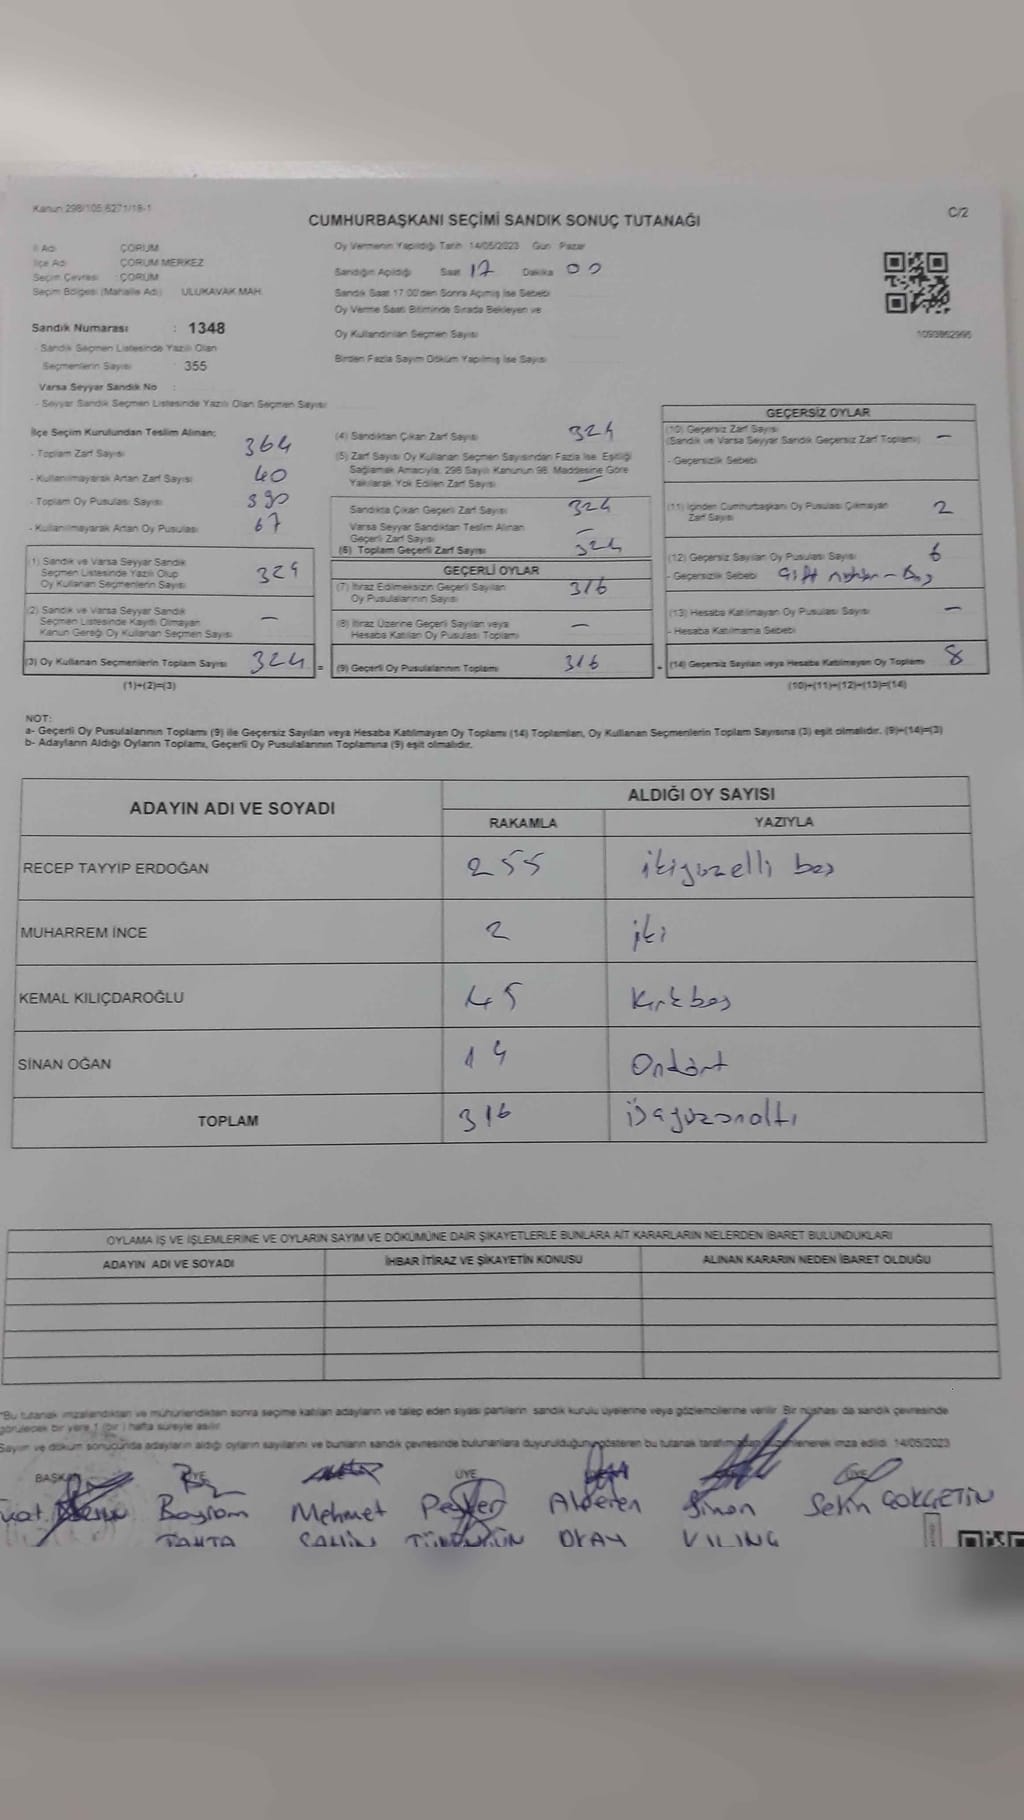 Kanun 298/105,6271/18-1
CUMHURBAŞKANI SEÇİMİ SANDIK SONUÇ TUTANAĞI
C/2
İl Adı : ÇORUM
İlçe Adı : ÇORUM MERKEZ
Seçim Çevresi : ÇORUM
Seçim Bölgesi (Mahalle Adı) : ULUKAVAK MAH.
Sandık Numarası : 1348
- Sandık Seçmen Listesinde Yazılı Olan
Seçmenlerin Sayısı : 355
Varsa Seyyar Sandık No :
- Seyyar Sandık Seçmen Listesinde Yazılı Olan Seçmen Sayısı:
Oy Vermenin Yapıldığı Tarih 14/05/2023 Gün Pazar
Sandığın Açıldığı Saat 17 Dakika 00
Sandık Saat 17.00'den Sonra Açılmış İse Sebebi
Oy Verme Saati Bitiminde Sırada Bekleyen ve
Oy Kullandırılan Seçmen Sayısı
Birden Fazla Sayım Döküm Yapılmış İse Sayısı
1093862995
İlçe Seçim Kurulundan Teslim Alınan;
- Toplam Zarf Sayısı 364
- Kullanılmayarak Artan Zarf Sayısı 40
- Toplam Oy Pusulası Sayısı 390
- Kullanılmayarak Artan Oy Pusulası 67
(1) Sandık ve Varsa Seyyar Sandık
Seçmen Listesinde Yazılı Olup
Oy Kullanan Seçmenlerin Sayısı 324
(2) Sandık ve Varsa Seyyar Sandık
Seçmen Listesinde Kaydı Olmayan
Kanun Gereği Oy Kullanan Seçmen Sayısı —
(3) Oy Kullanan Seçmenlerin Toplam Sayısı 324 =
(1)+(2)=(3)
(4) Sandıktan Çıkan Zarf Sayısı 324
(5) Zarf Sayısı Oy Kullanan Seçmen Sayısından Fazla İse, Eşitliği
Sağlamak Amacıyla, 298 Sayılı Kanunun 98. Maddesine Göre
Yakılarak Yok Edilen Zarf Sayısı —
Sandıkta Çıkan Geçerli Zarf Sayısı 324
Varsa Seyyar Sandıktan Teslim Alınan
Geçerli Zarf Sayısı —
(6) Toplam Geçerli Zarf Sayısı 324
GEÇERLİ OYLAR
(7) İtiraz Edilmeksizin Geçerli Sayılan
Oy Pusulalarının Sayısı 316
(8) İtiraz Üzerine Geçerli Sayılan veya
Hesaba Katılan Oy Pusulası Toplamı —
(9) Geçerli Oy Pusulalarının Toplamı 316 +
GEÇERSİZ OYLAR
(10) Geçersiz Zarf Sayısı
(Sandık ve Varsa Seyyar Sandık Geçersiz Zarf Toplamı) —
- Geçersizlik Sebebi
(11) İçinden Cumhurbaşkanı Oy Pusulası Çıkmayan
Zarf Sayısı 2
(12) Geçersiz Sayılan Oy Pusulası Sayısı 6
- Geçersizlik Sebebi
(13) Hesaba Katılmayan Oy Pusulası Sayısı —
- Hesaba Katılmama Sebebi
(14) Geçersiz Sayılan veya Hesaba Katılmayan Oy Toplamı 8
(10)+(11)+(12)+(13)=(14)
NOT:
a- Geçerli Oy Pusulalarının Toplamı (9) ile Geçersiz Sayılan veya Hesaba Katılmayan Oy Toplamı (14) Toplamları, Oy Kullanan Seçmenlerin Toplam Sayısına (3) eşit olmalıdır. (9)+(14)=(3)
b- Adayların Aldığı Oyların Toplamı, Geçerli Oy Pusulalarının Toplamına (9) eşit olmalıdır.
ADAYIN ADI VE SOYADI
ALDIĞI OY SAYISI
RAKAMLA YAZIYLA
RECEP TAYYİP ERDOĞAN 255 ikiyüzelli beş
MUHARREM İNCE 2 iki
KEMAL KILIÇDAROĞLU 45 Kırkbeş
SİNAN OĞAN 14 Ondört
TOPLAM 316 üçyüzonaltı
OYLAMA İŞ VE İŞLEMLERİNE VE OYLARIN SAYIM VE DÖKÜMÜNE DAİR ŞİKAYETLERLE BUNLARA AİT KARARLARIN NELERDEN İBARET BULUNDUKLARI
ADAYIN ADI VE SOYADI İHBAR İTİRAZ VE ŞİKAYETİN KONUSU ALINAN KARARIN NEDEN İBARET OLDUĞU
*Bu tutanak imzalandıktan ve mühürlendikten sonra seçime katılan adayların ve talep eden siyasi partilerin sandık kurulu üyelerine veya gözlemcilerine verilir. Bir nüshası da sandık çevresinde
görülecek bir yere 1 (bir) hafta süreyle asılır.
Sayım ve döküm sonucunda adayların aldığı oyların sayılarını ve bunların sandık çevresinde bulunanlara duyurulduğunu gösteren bu tutanak imza edildi. 14/05/2023
BAŞKAN ÜYE ÜYE ÜYE
Bayram Mehmet Alperen Sinan Selin GÖKÇETİN
TAHTA ŞAHİN OLAY